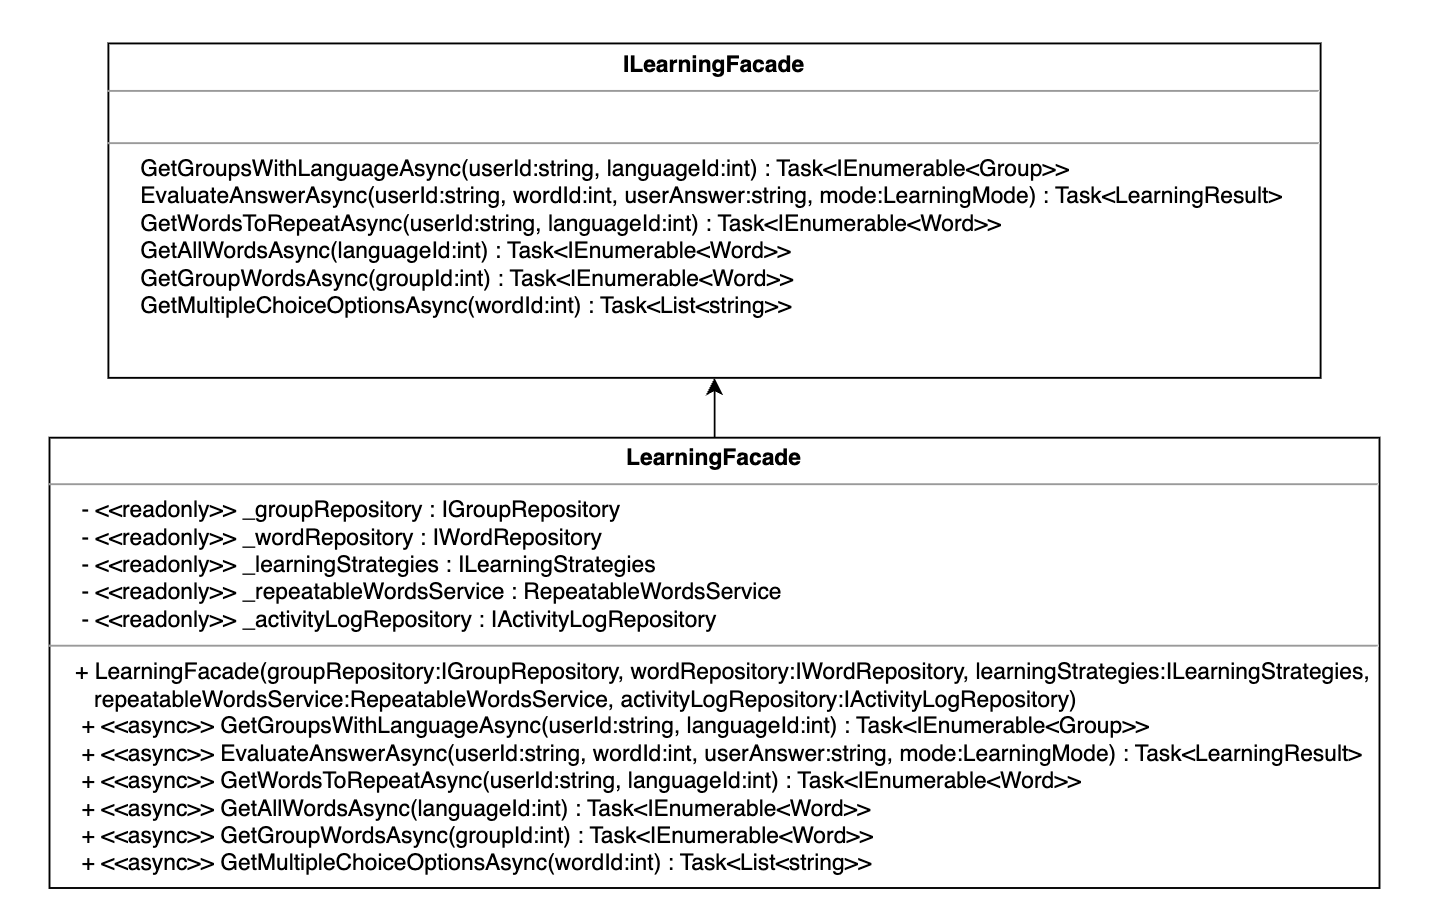 ILearningFacade
GetGroupsWithLanguageAsync(userId:string, languageId:int) : Task<IEnumerable<Group>>
EvaluateAnswerAsync(userId:string, wordId:int, userAnswer:string, mode:LearningMode) : Task<LearningResult>
GetWordsToRepeatAsync(userId:string, languageId:int) : Task<IEnumerable<Word>>
GetAllWordsAsync(languageId:int) : Task<IEnumerable<Word>>
GetGroupWordsAsync(groupId:int) : Task<IEnumerable<Word>>
GetMultipleChoiceOptionsAsync(wordId:int) : Task<List<string>>
LearningFacade
- <<readonly>> _groupRepository : IGroupRepository
- <<readonly>> _wordRepository : IWordRepository
- <<readonly>> _learningStrategies : ILearningStrategies
- <<readonly>> _repeatableWordsService : RepeatableWordsService
- <<readonly>> _activityLogRepository : IActivityLogRepository
+ LearningFacade(groupRepository:IGroupRepository, wordRepository:IWordRepository, learningStrategies:ILearningStrategies,
repeatableWordsService:RepeatableWordsService, activityLogRepository:IActivityLogRepository)
+ <<async>> GetGroupsWithLanguageAsync(userId:string, languageId:int) : Task<IEnumerable<Group>>
+ <<async>> EvaluateAnswerAsync(userId:string, wordId:int, userAnswer:string, mode:LearningMode) : Task<LearningResult>
+ <<async>> GetWordsToRepeatAsync(userId:string, languageId:int) : Task<IEnumerable<Word>>
+ <<async>> GetAllWordsAsync(languageId:int) : Task<IEnumerable<Word>>
+ <<async>> GetGroupWordsAsync(groupId:int) : Task<IEnumerable<Word>>
+ <<async>> GetMultipleChoiceOptionsAsync(wordId:int) : Task<List<string>>